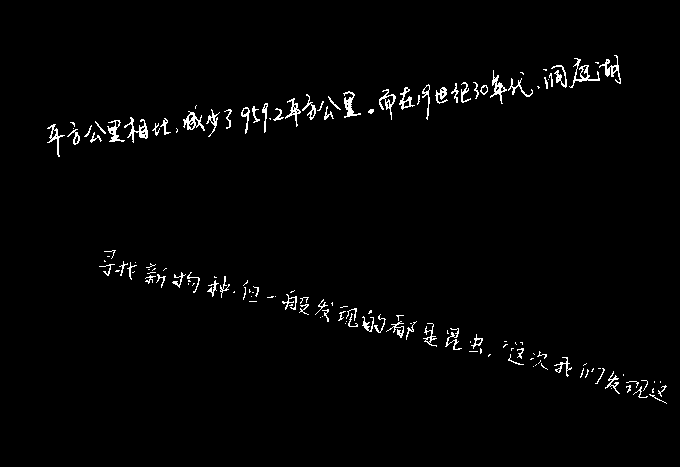 平方公里相比,减少了959.2平方公里。而在19世纪30年代,洞庭湖
寻找新物种.但一般发现的都是昆虫,“这次我们发现这